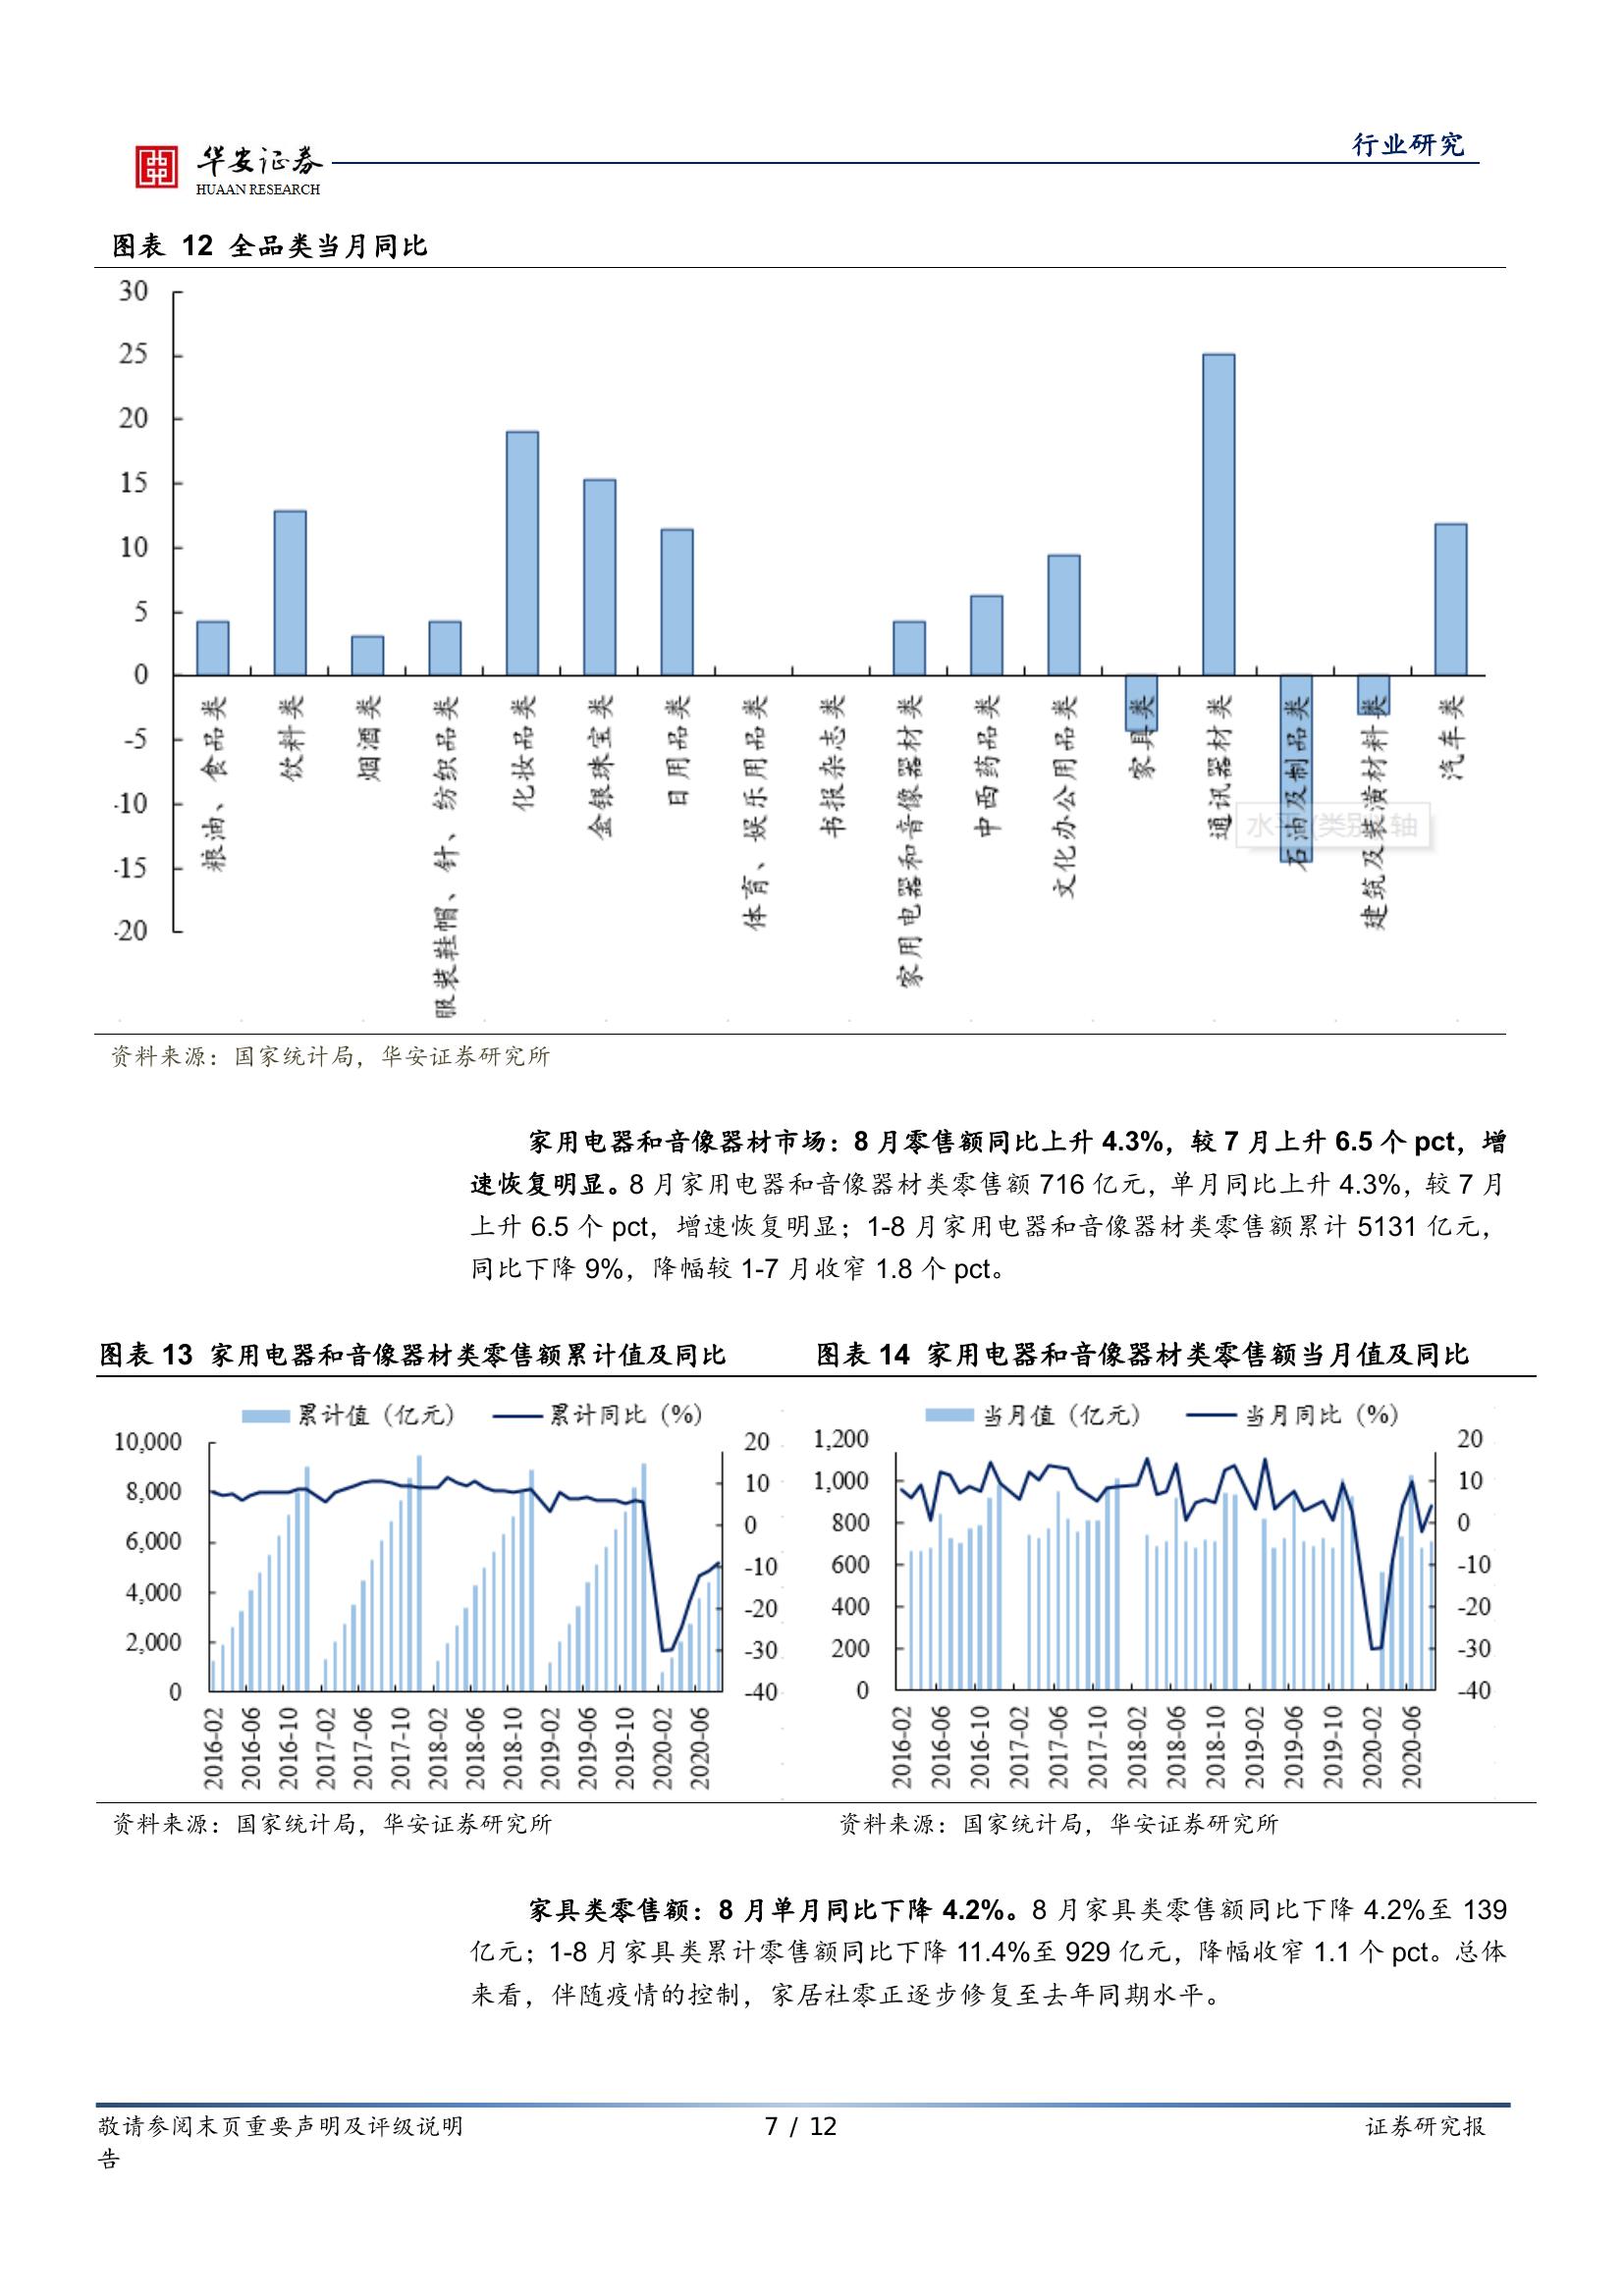 华安证券
HUAAN RESEARCH
行业研究
图表 12 全品类当月同比
30
25
20
15
10
5
0
-5
-10
-15
-20
粮油、食品类
饮料类
烟酒类
服装鞋帽、针、纺织品类
化妆品类
金银珠宝类
日用品类
体育、娱乐用品类
书报杂志类
家用电器和音像器材类
中西药品类
文化办公用品类
家具类
通讯器材类
石油及制品类
建筑及装潢材料类
汽车类
水平(类别)轴
资料来源：国家统计局，华安证券研究所
家用电器和音像器材市场：8 月零售额同比上升 4.3%，较 7 月上升 6.5 个 pct，增
速恢复明显。8 月家用电器和音像器材类零售额 716 亿元，单月同比上升 4.3%，较 7 月
上升 6.5 个 pct，增速恢复明显；1-8 月家用电器和音像器材类零售额累计 5131 亿元，
同比下降 9%，降幅较 1-7 月收窄 1.8 个 pct。
图表 13 家用电器和音像器材类零售额累计值及同比
累计值（亿元） 累计同比（%）
10,000
8,000
6,000
4,000
2,000
0
20
10
0
-10
-20
-30
-40
2016-02
2016-06
2016-10
2017-02
2017-06
2017-10
2018-02
2018-06
2018-10
2019-02
2019-06
2019-10
2020-02
2020-06
资料来源：国家统计局，华安证券研究所
图表 14 家用电器和音像器材类零售额当月值及同比
当月值（亿元） 当月同比（%）
1,200
1,000
800
600
400
200
0
20
10
0
-10
-20
-30
-40
2016-02
2016-06
2016-10
2017-02
2017-06
2017-10
2018-02
2018-06
2018-10
2019-02
2019-06
2019-10
2020-02
2020-06
资料来源：国家统计局，华安证券研究所
家具类零售额：8 月单月同比下降 4.2%。8 月家具类零售额同比下降 4.2%至 139
亿元；1-8 月家具类累计零售额同比下降 11.4%至 929 亿元，降幅收窄 1.1 个 pct。总体
来看，伴随疫情的控制，家居社零正逐步修复至去年同期水平。
敬请参阅末页重要声明及评级说明 7 / 12 证券研究报
告